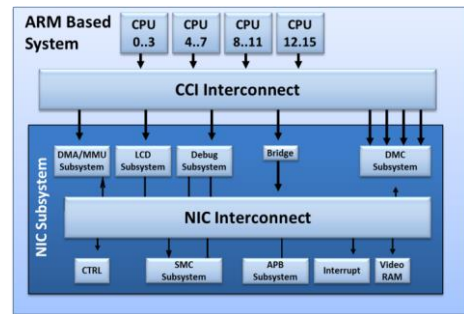 ARM Based
System
CPU
0..3
CPU
4..7
CPU
8..11
CPU
12.15
CCI Interconnect
NIC Subsystem
DMA/MMU
Subsystem
LCD
Subsystem
Debug
Subsystem
Bridge
DMC
Subsystem
NIC Interconnect
CTRL
SMC
Subsystem
APB
Subsystem
Interrupt
Video
RAM